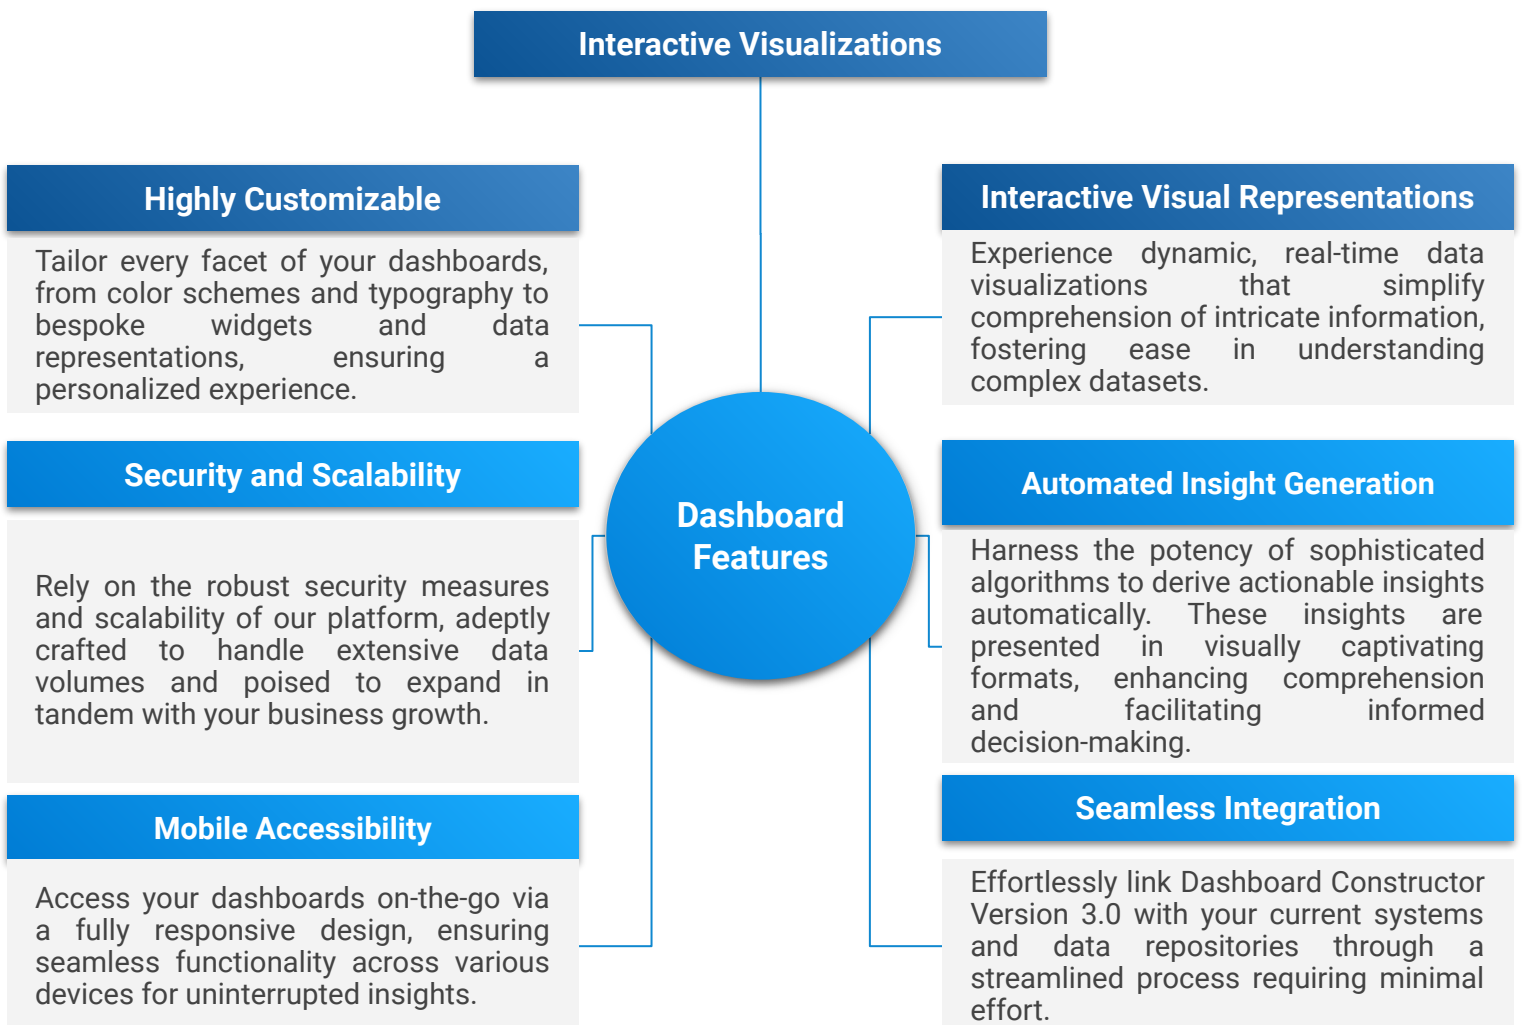 Interactive Visualizations
Highly Customizable
Tailor every facet of your dashboards,
from color schemes and typography to
bespoke widgets and data
representations, ensuring a
personalized experience.
Security and Scalability
Rely on the robust security measures
and scalability of our platform, adeptly
crafted to handle extensive data
volumes and poised to expand in
tandem with your business growth.
Mobile Accessibility
Access your dashboards on-the-go via
a fully responsive design, ensuring
seamless functionality across various
devices for uninterrupted insights.
Dashboard
Features
Interactive Visual Representations
Experience dynamic, real-time data
visualizations that simplify
comprehension of intricate information,
fostering ease in understanding
complex datasets.
Automated Insight Generation
Harness the potency of sophisticated
algorithms to derive actionable insights
automatically. These insights are
presented in visually captivating
formats, enhancing comprehension
and facilitating informed
decision-making.
Seamless Integration
Effortlessly link Dashboard Constructor
Version 3.0 with your current systems
and data repositories through a
streamlined process requiring minimal
effort.